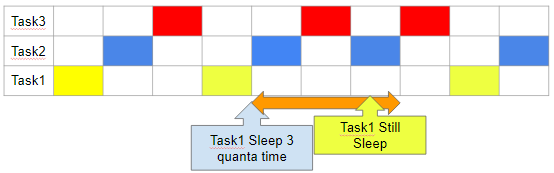 Task3
Task2
Task1
Task1 Sleep 3
quanta time
Task1 Still
Sleep